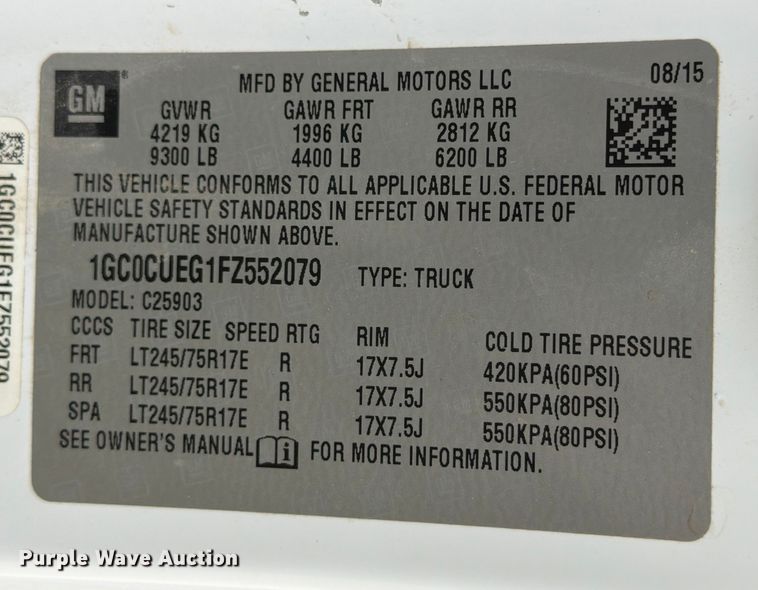 GM
®
MFD BY GENERAL MOTORS LLC
08/15
GVWR GAWR FRT GAWR RR
4219 KG 1996 KG 2812 KG
9300 LB 4400 LB 6200 LB
THIS VEHICLE CONFORMS TO ALL APPLICABLE U.S. FEDERAL MOTOR
VEHICLE SAFETY STANDARDS IN EFFECT ON THE DATE OF
MANUFACTURE SHOWN ABOVE.
1GC0CUEG1FZ552079 TYPE: TRUCK
MODEL: C25903
CCCS TIRE SIZE SPEED RTG RIM COLD TIRE PRESSURE
FRT LT245/75R17E R 17X7.5J 420KPA(60PSI)
RR LT245/75R17E R 17X7.5J 550KPA(80PSI)
SPA LT245/75R17E R 17X7.5J 550KPA(80PSI)
SEE OWNER'S MANUAL i FOR MORE INFORMATION.
1GC0CUEG1FZ552079
Purple Wave Auction